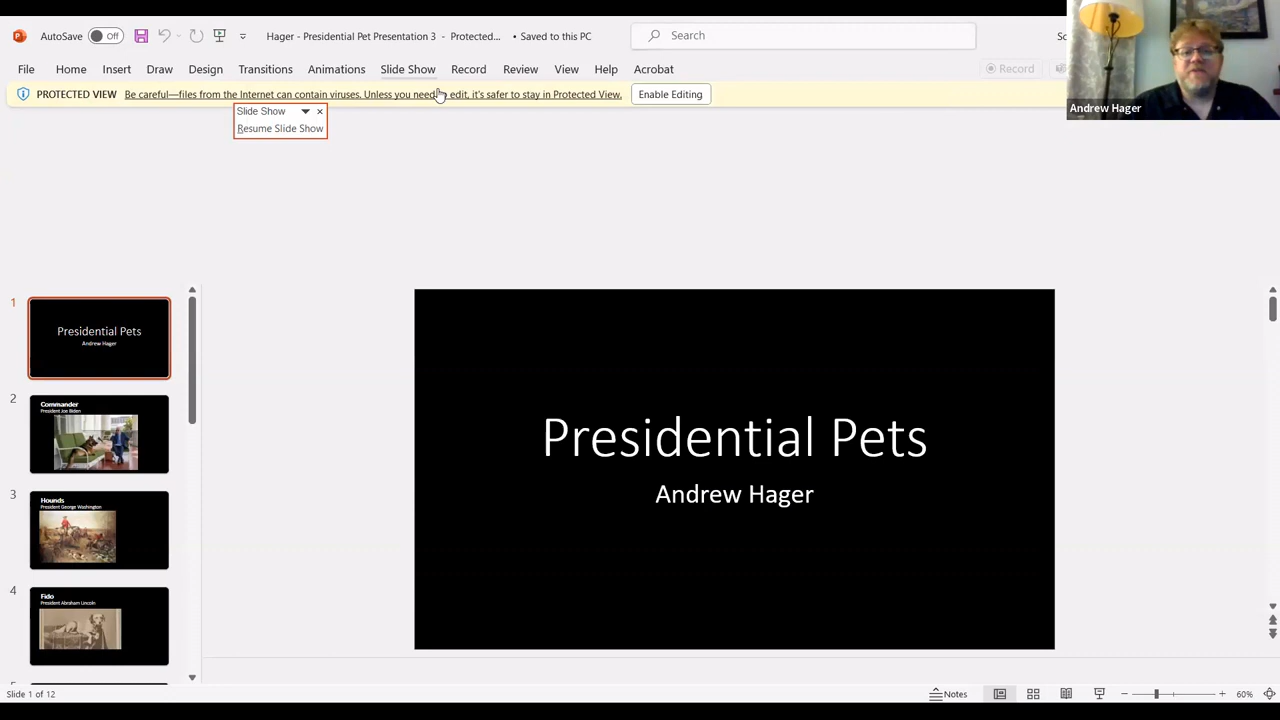 AutoSave Off Hager - Presidential Pet Presentation 3 - Protected... • Saved to this PC Search
File Home Insert Draw Design Transitions Animations Slide Show Record Review View Help Acrobat Record
PROTECTED VIEW Be careful—files from the Internet can contain viruses. Unless you need to edit, it's safer to stay in Protected View. Enable Editing
Andrew Hager
Slide Show
Resume Slide Show
1
Presidential Pets
Andrew Hager
2
Commander
President Joe Biden
3
Hounds
President George Washington
4
Fido
President Abraham Lincoln
Presidential Pets
Andrew Hager
Slide 1 of 12 Notes 60%